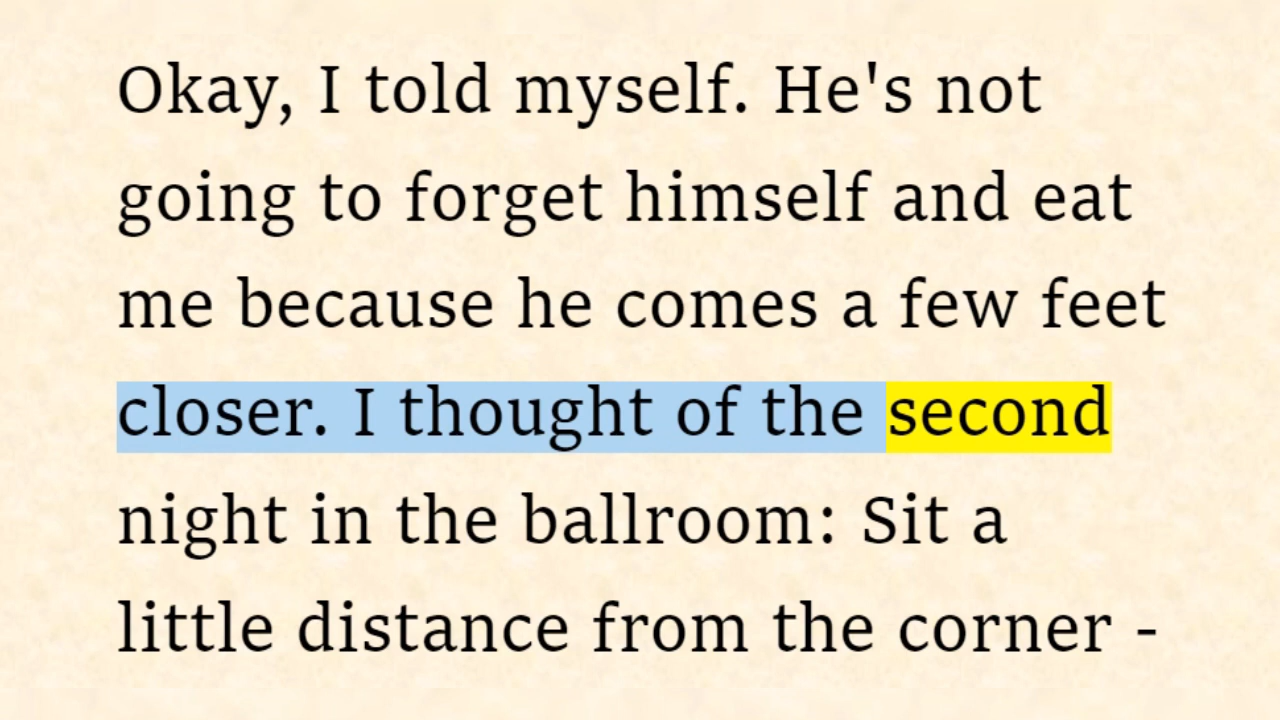 Okay, I told myself. He's not
going to forget himself and eat
me because he comes a few feet
closer. I thought of the second
night in the ballroom: Sit a
little distance from the corner -